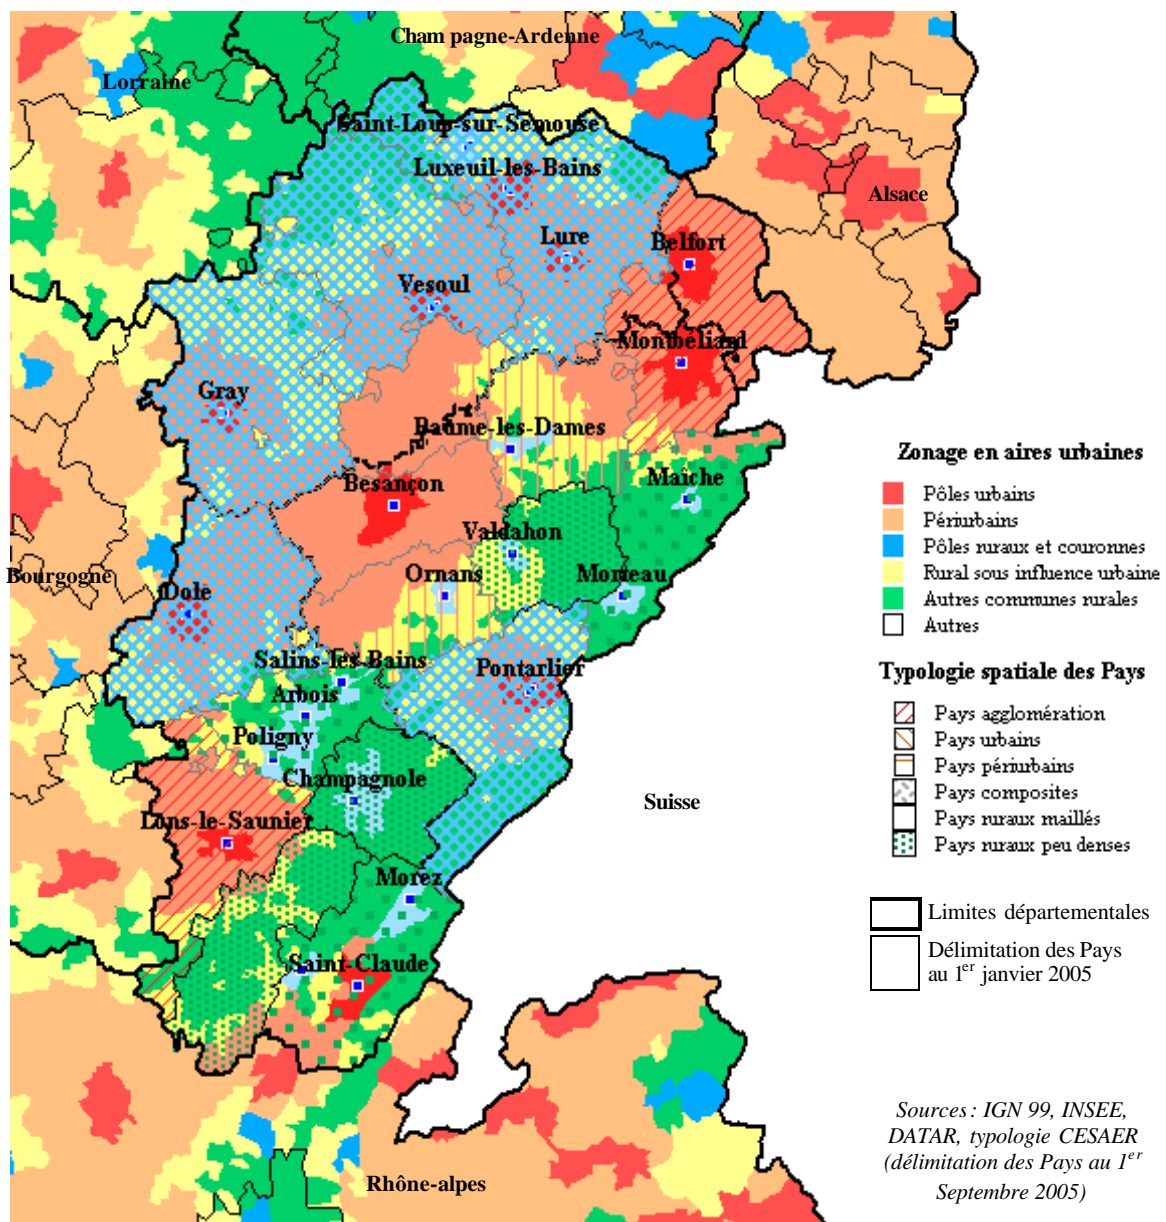 Cham pagne-Ardenne
Lorraine
Saint-Loup-sur-Semouse
Luxeuil-les-Bains
Alsace
Lure
Belfort
Vesoul
Montbéliard
Gray
Baume-les-Dames
Besançon
Maîche
Valdahon
Bourgogne
Ornans
Morteau
Dole
Salins-les-Bains
Pontarlier
Arbois
Poligny
Champagnole
Suisse
Lons-le-Saunier
Morez
Saint-Claude
Rhône-alpes
Zonage en aires urbaines
Pôles urbains
Périurbains
Pôles ruraux et couronnes
Rural sous influence urbaine
Autres communes rurales
Autres
Typologie spatiale des Pays
Pays agglomération
Pays urbains
Pays périurbains
Pays composites
Pays ruraux maillés
Pays ruraux peu denses
Limites départementales
Délimitation des Pays
au 1er janvier 2005
Sources : IGN 99, INSEE,
DATAR, typologie CESAER
(délimitation des Pays au 1er
Septembre 2005)